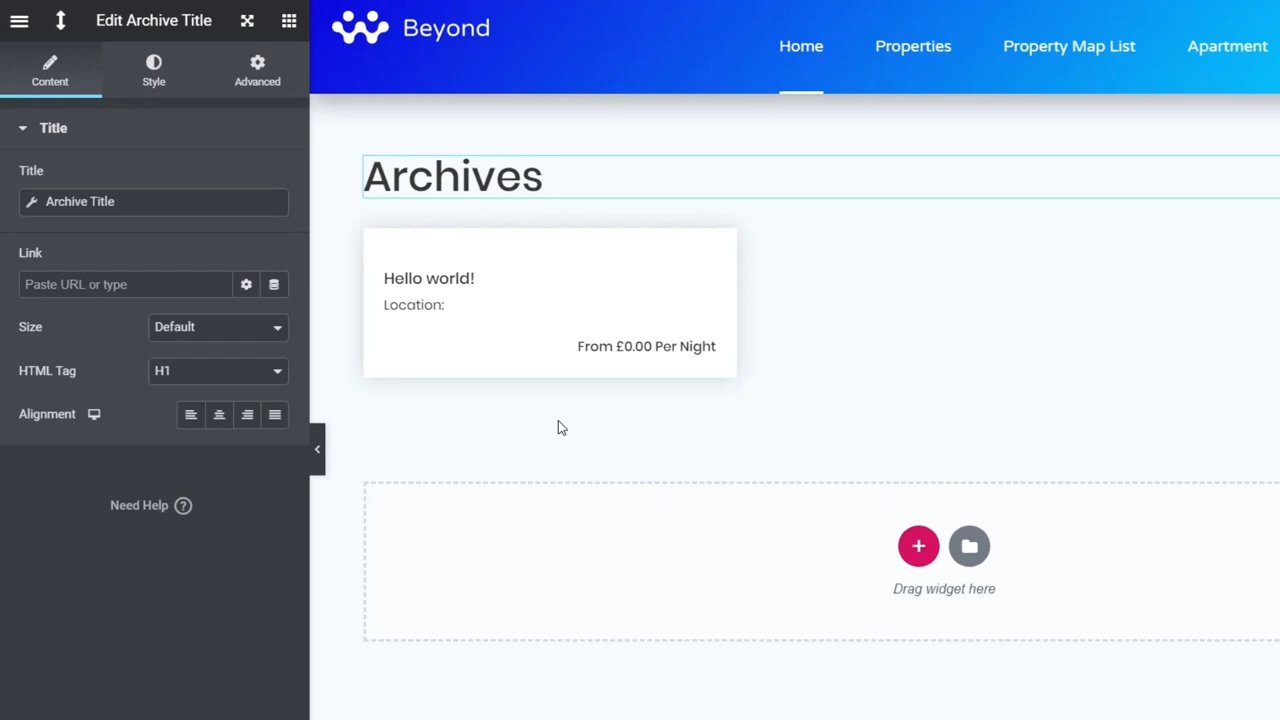 Edit Archive Title
Content
Style
Advanced
Title
Title
Archive Title
Link
Paste URL or type
Size
Default
HTML Tag
H1
Alignment
Need Help ?
Beyond
Home
Properties
Property Map List
Apartment
Archives
Hello world!
Location:
From £0.00 Per Night
Drag widget here